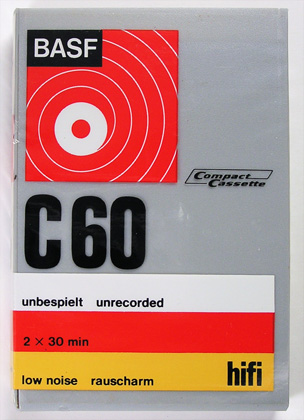 BASF
Compact
Cassette
C 60
unbespielt unrecorded
2 × 30 min
low noise rauscharm hifi